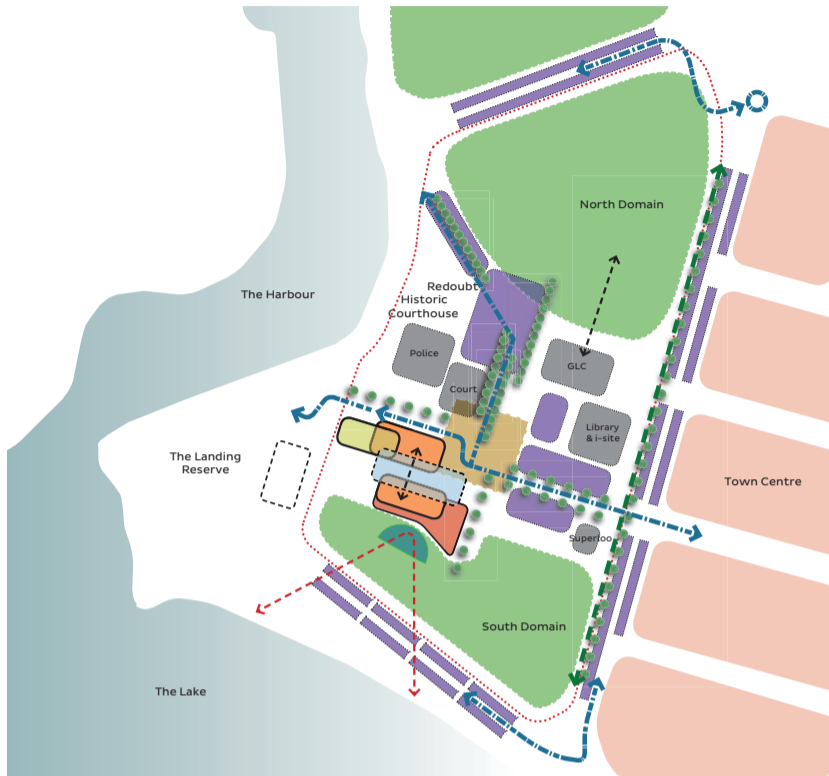 North Domain
The Harbour
Redoubt
Historic
Courthouse
Police
GLC
Court
Library
& i-site
The Landing
Reserve
Town Centre
Superloo
South Domain
The Lake